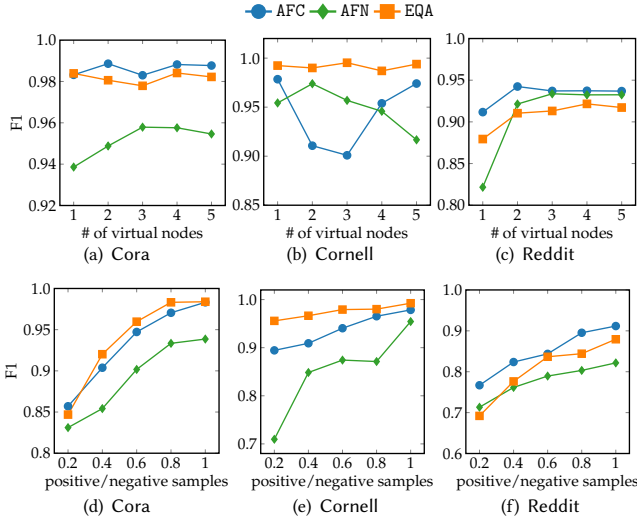 AFC AFN EQA
1.0
0.98
0.96
0.94
0.92
F1
1 2 3 4 5
# of virtual nodes
(a) Cora
1.00
0.95
0.90
1 2 3 4 5
# of virtual nodes
(b) Cornell
1.00
0.95
0.90
0.85
0.80
1 2 3 4 5
# of virtual nodes
(c) Reddit
1.0
0.95
0.9
0.85
0.8
F1
0.2 0.4 0.6 0.8 1
positive/negative samples
(d) Cora
1.0
0.9
0.8
0.7
0.2 0.4 0.6 0.8 1
positive/negative samples
(e) Cornell
1.0
0.9
0.8
0.7
0.6
0.2 0.4 0.6 0.8 1
positive/negative samples
(f) Reddit